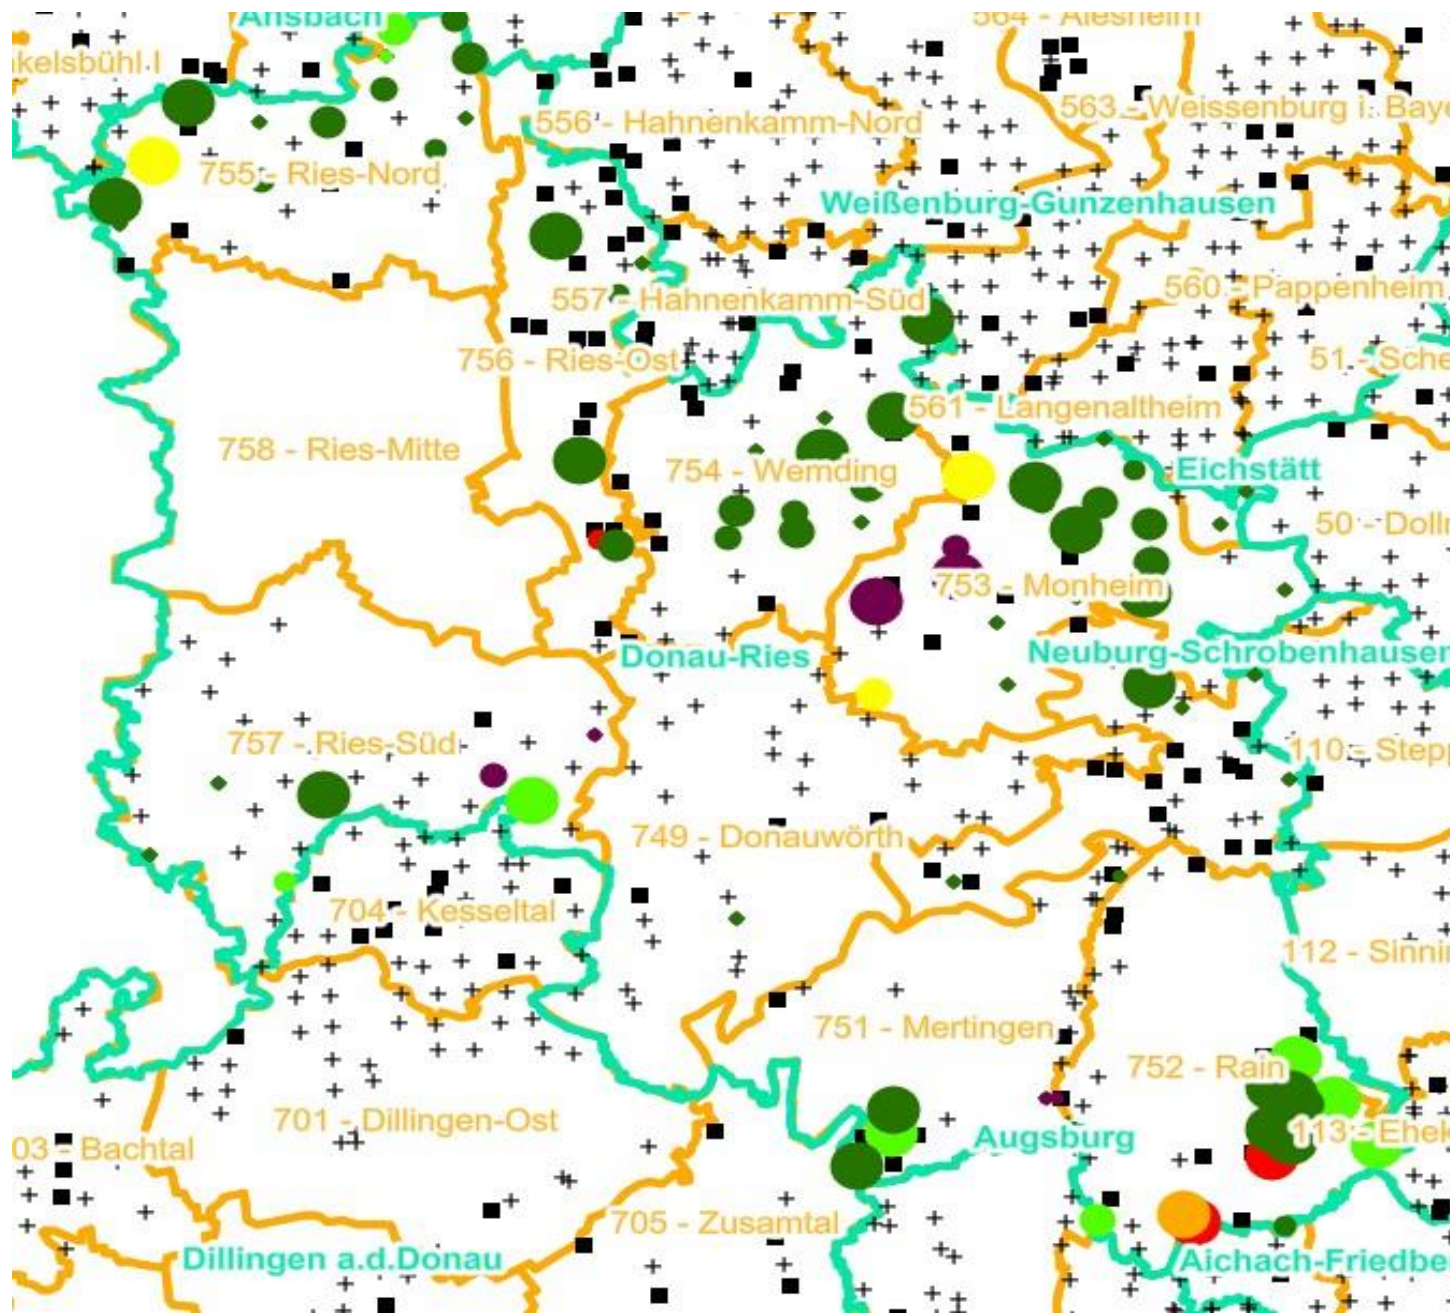 Ansbach
564 - Alesheim
nkelsbühl I
556 - Hahnenkamm-Nord
563 - Weissenburg i. Baye
755 - Ries-Nord
Weißenburg-Gunzenhausen
557 - Hahnenkamm-Süd
560 - Pappenheim
756 - Ries-Ost
51 - Sche
561 - Langenaltheim
758 - Ries-Mitte
754 - Wemding
Eichstätt
50 - Dolln
753 - Monheim
Donau-Ries
Neuburg-Schrobenhausen
757 - Ries-Süd
110 - Stepp
749 - Donauwörth
704 - Kesseltal
112 - Sinnin
751 - Mertingen
752 - Rain
701 - Dillingen-Ost
113 - Ehek
Augsburg
03 - Bachtal
705 - Zusamtal
Dillingen a.d.Donau
Aichach-Friedbe